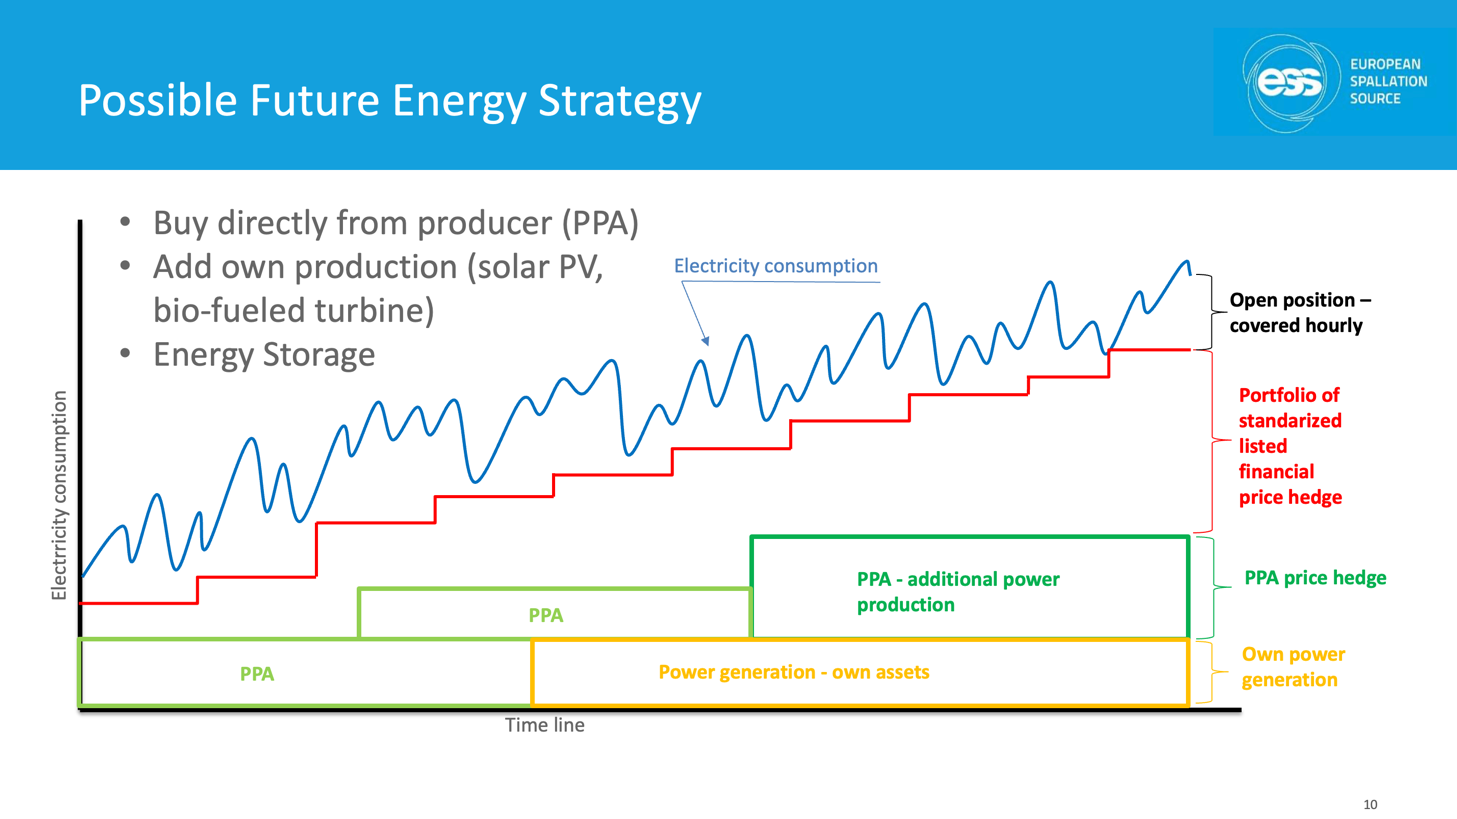 Possible Future Energy Strategy
ess
EUROPEAN
SPALLATION
SOURCE
• Buy directly from producer (PPA)
• Add own production (solar PV,
bio-fueled turbine)
• Energy Storage
Electricity consumption
Open position –
covered hourly
Portfolio of
standarized
listed
financial
price hedge
PPA - additional power
production
PPA price hedge
PPA
PPA
Power generation - own assets
Own power
generation
Electrricity consumption
Time line
10